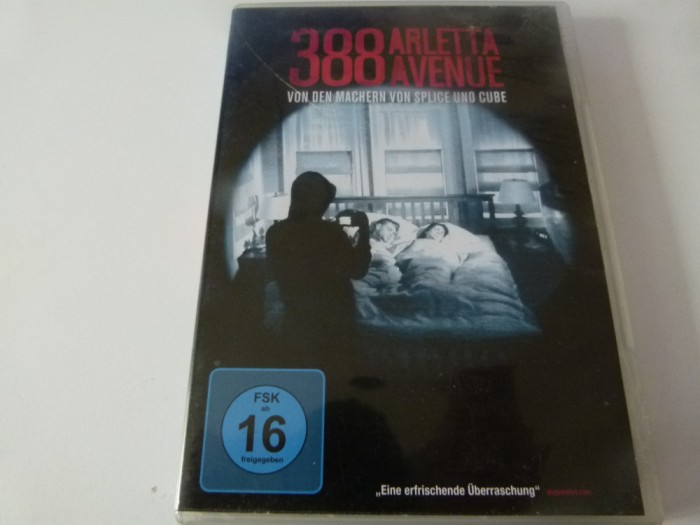 388 ARLETTA
AVENUE
VON DEN MACHERN VON SPLICE UND CUBE
FSK
ab
16
freigegeben
„Eine erfrischende Überraschung“